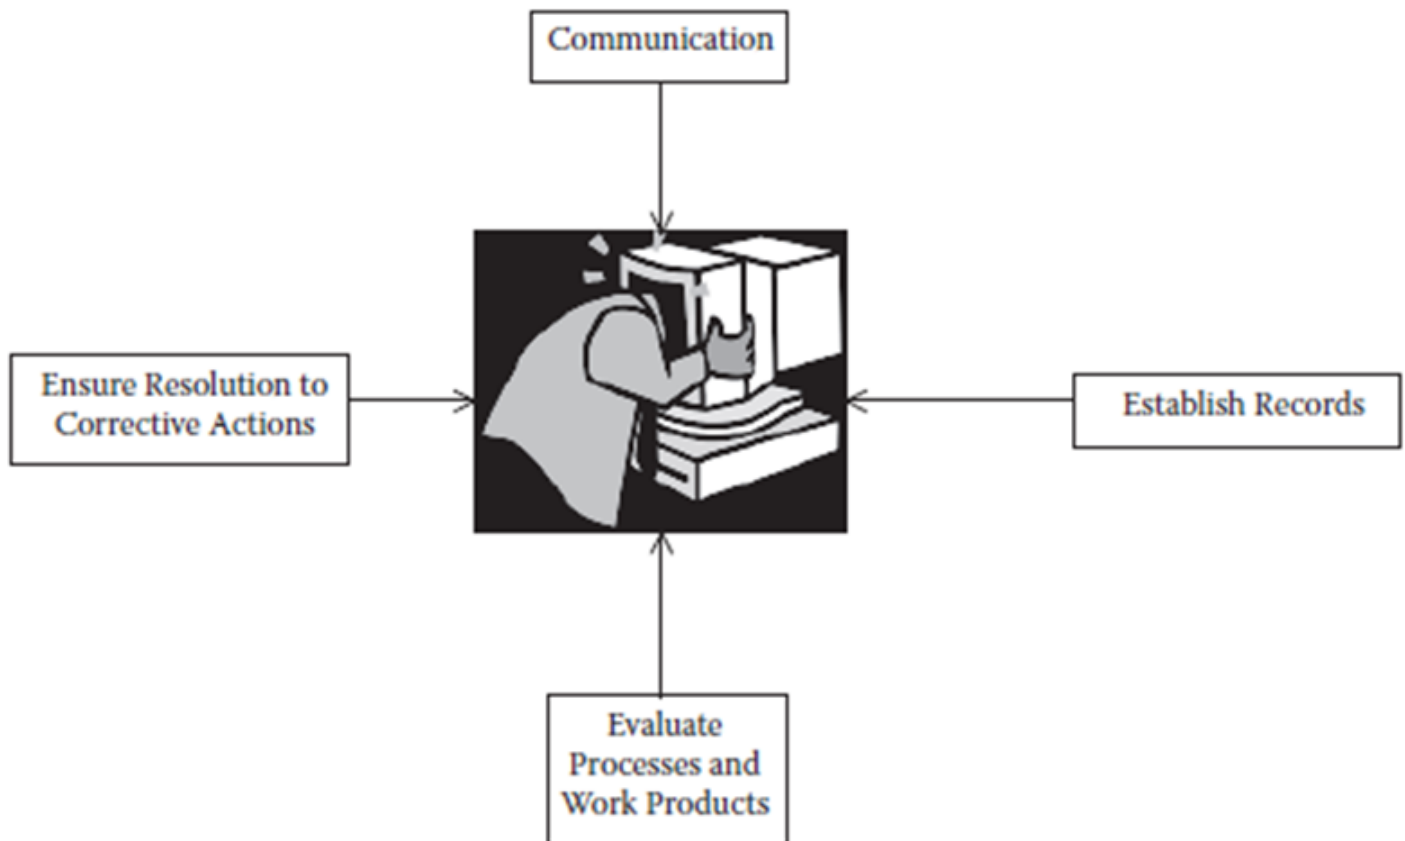 Communication
Ensure Resolution to
Corrective Actions
Establish Records
Evaluate
Processes and
Work Products